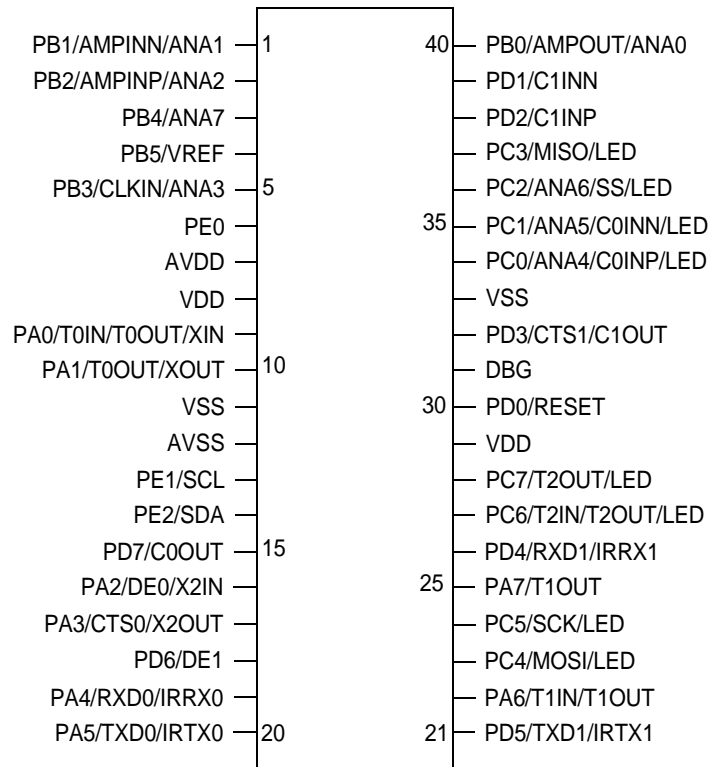 PB1/AMPINN/ANA1 1 40 PB0/AMPOUT/ANA0
PB2/AMPINP/ANA2 PD1/C1INN
PB4/ANA7 PD2/C1INP
PB5/VREF PC3/MISO/LED
PB3/CLKIN/ANA3 5 PC2/ANA6/SS/LED
PE0 35 PC1/ANA5/C0INN/LED
AVDD PC0/ANA4/C0INP/LED
VDD VSS
PA0/T0IN/T0OUT/XIN PD3/CTS1/C1OUT
PA1/T0OUT/XOUT 10 DBG
VSS 30 PD0/RESET
AVSS VDD
PE1/SCL PC7/T2OUT/LED
PE2/SDA PC6/T2IN/T2OUT/LED
PD7/C0OUT 15 PD4/RXD1/IRRX1
PA2/DE0/X2IN 25 PA7/T1OUT
PA3/CTS0/X2OUT PC5/SCK/LED
PD6/DE1 PC4/MOSI/LED
PA4/RXD0/IRRX0 PA6/T1IN/T1OUT
PA5/TXD0/IRTX0 20 21 PD5/TXD1/IRTX1